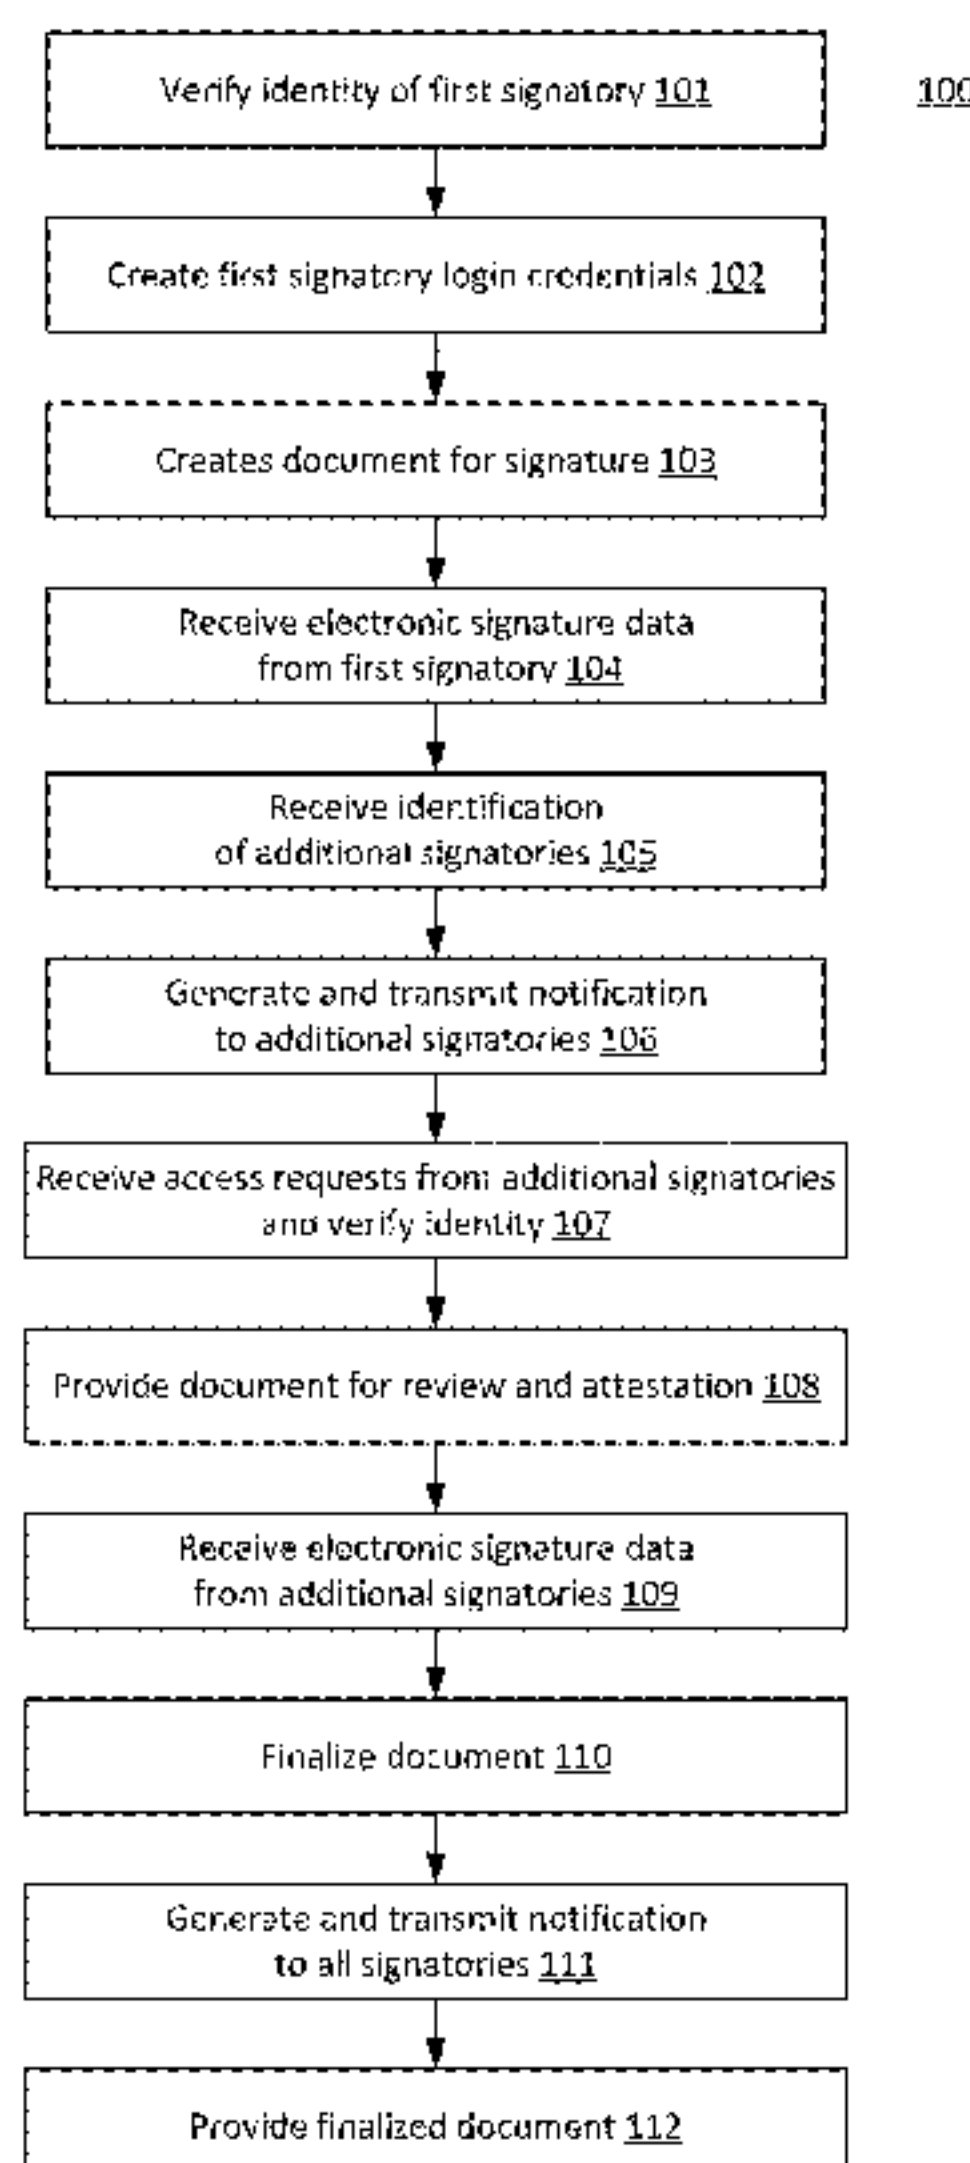 Verify identity of first signatory 101
100
Create first signatory login credentials 102
Creates document for signature 103
Receive electronic signature data
from first signatory 104
Receive identification
of additional signatories 105
Generate and transmit notification
to additional signatories 106
Receive access requests from additional signatories
and verify identity 107
Provide document for review and attestation 108
Receive electronic signature data
from additional signatories 109
Finalize document 110
Generate and transmit notification
to all signatories 111
Provide finalized document 112